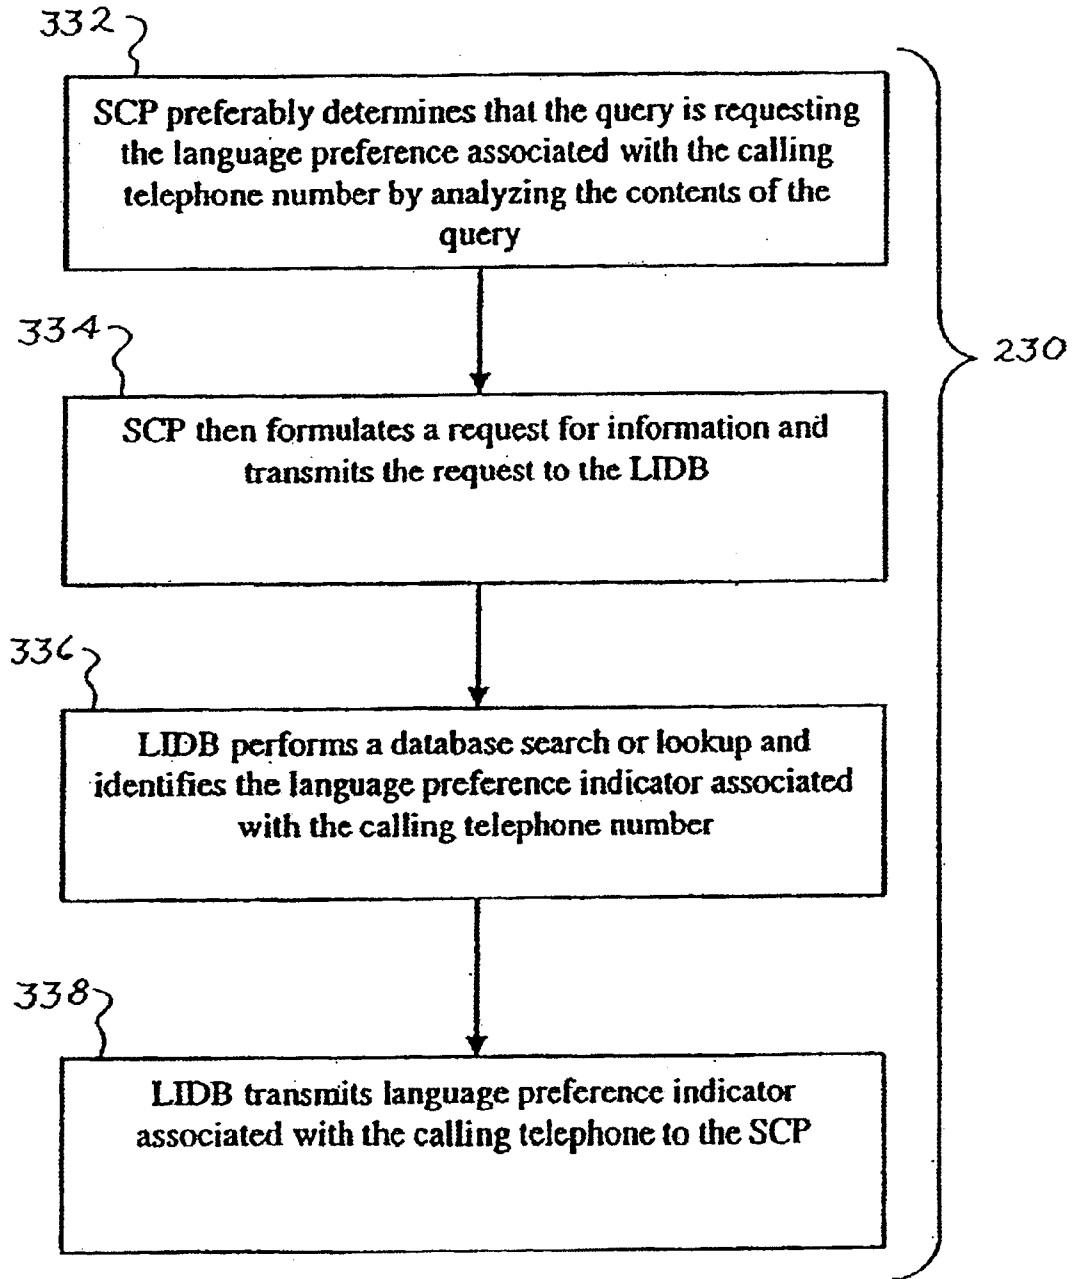 332
SCP preferably determines that the query is requesting
the language preference associated with the calling
telephone number by analyzing the contents of the
query
334
230
SCP then formulates a request for information and
transmits the request to the LIDB
336
LIDB performs a database search or lookup and
identifies the language preference indicator associated
with the calling telephone number
338
LIDB transmits language preference indicator
associated with the calling telephone to the SCP